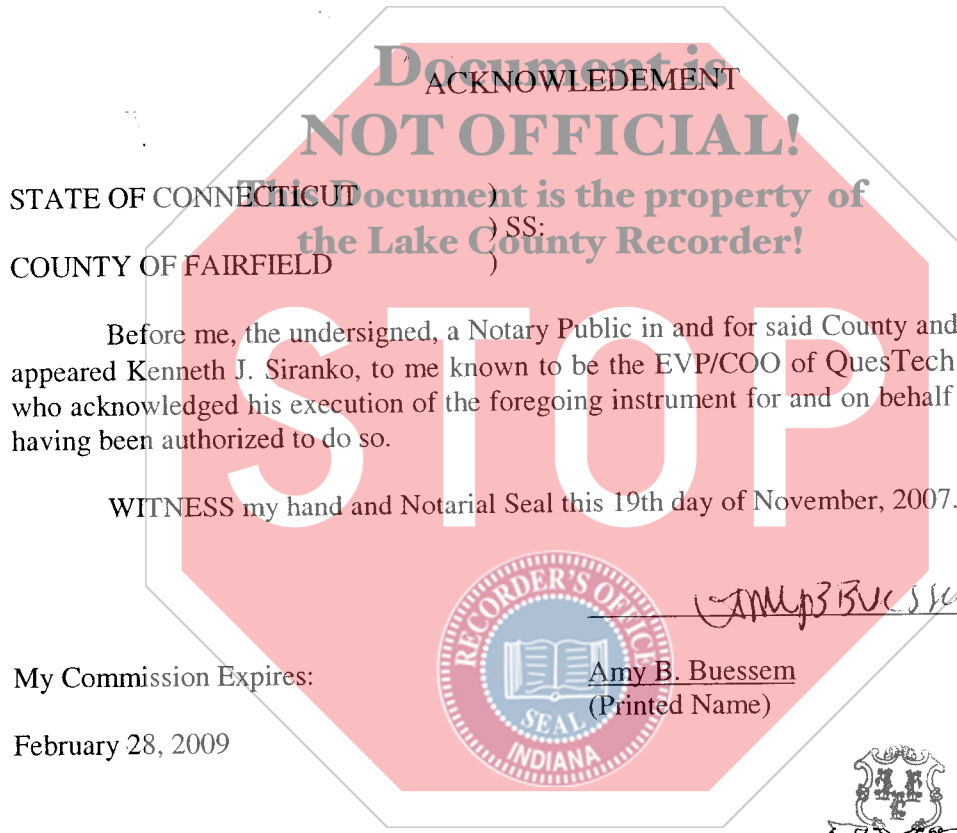 Document is
ACKNOWLEDEMENT
NOT OFFICIAL!
This Document is the property of
the Lake County Recorder!
STATE OF CONNECTICUT )
) SS:
COUNTY OF FAIRFIELD )
STOP
Before me, the undersigned, a Notary Public in and for said County and
appeared Kenneth J. Siranko, to me known to be the EVP/COO of QuesTech
who acknowledged his execution of the foregoing instrument for and on behalf
having been authorized to do so.
WITNESS my hand and Notarial Seal this 19th day of November, 2007.
RECORDER'S OFFICE
SEAL
INDIANA
My Commission Expires:
Amy B. Buessem
(Printed Name)
February 28, 2009